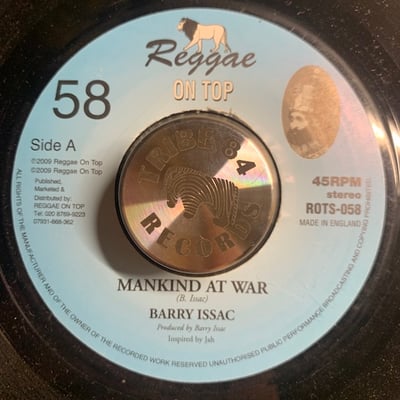 Reggae
ON TOP
58
Side A
℗2009 Reggae On Top
©2009 Reggae On Top
Published,
Marketed &
Distributed by:
REGGAE ON TOP
Tel. 020 8769-9223
07931-668-362
45RPM
stereo
ROTS-058
MADE IN ENGLAND
TRIBE 84
RECORDS
MANKIND AT WAR
(B. Issac)
BARRY ISSAC
Produced by Barry Issac
Inspired by Jah
ALL RIGHTS OF THE MANUFACTURER AND OF THE OWNER OF THE RECORDED WORK RESERVED UNAUTHORISED PUBLIC PERFORMANCE BROADCASTING AND COPYING PROHIBITED.